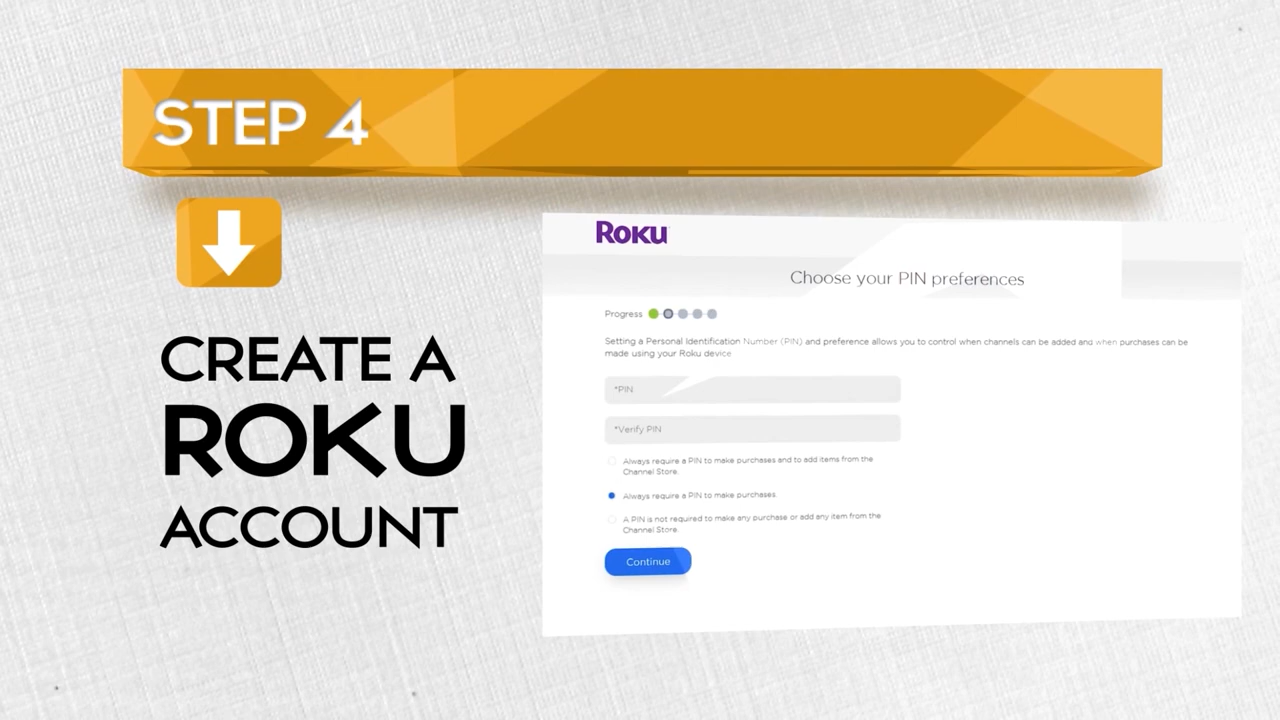 STEP 4
CREATE A
ROKU
ACCOUNT
ROKU
Choose your PIN preferences
Progress
Setting a Personal Identification Number (PIN) and preference allows you to control when channels can be added and when purchases can be
made using your Roku device
*PIN
*Verify PIN
Always require a PIN to make purchases and to add items from the
Channel Store.
Always require a PIN to make purchases.
A PIN is not required to make any purchase or add any item from the
Channel Store.
Continue